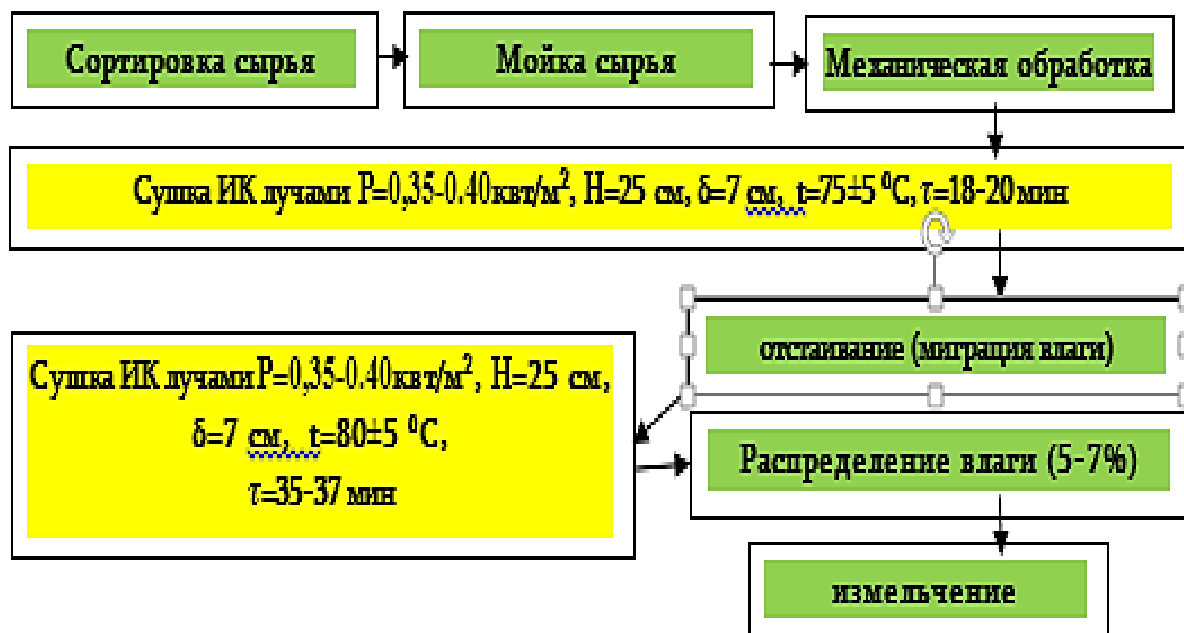 Сортировка сырья
Мойка сырья
Механическая обработка
Сушка ИК лучами P=0,35-0.40квт/м², H=25 см, δ=7 см, t=75±5 ⁰C, τ=18-20 мин
отстаивание (миграция влаги)
Сушка ИК лучами P=0,35-0.40квт/м², H=25 см,
δ=7 см, t=80±5 ⁰C,
τ=35-37 мин
Распределение влаги (5-7%)
измельчение